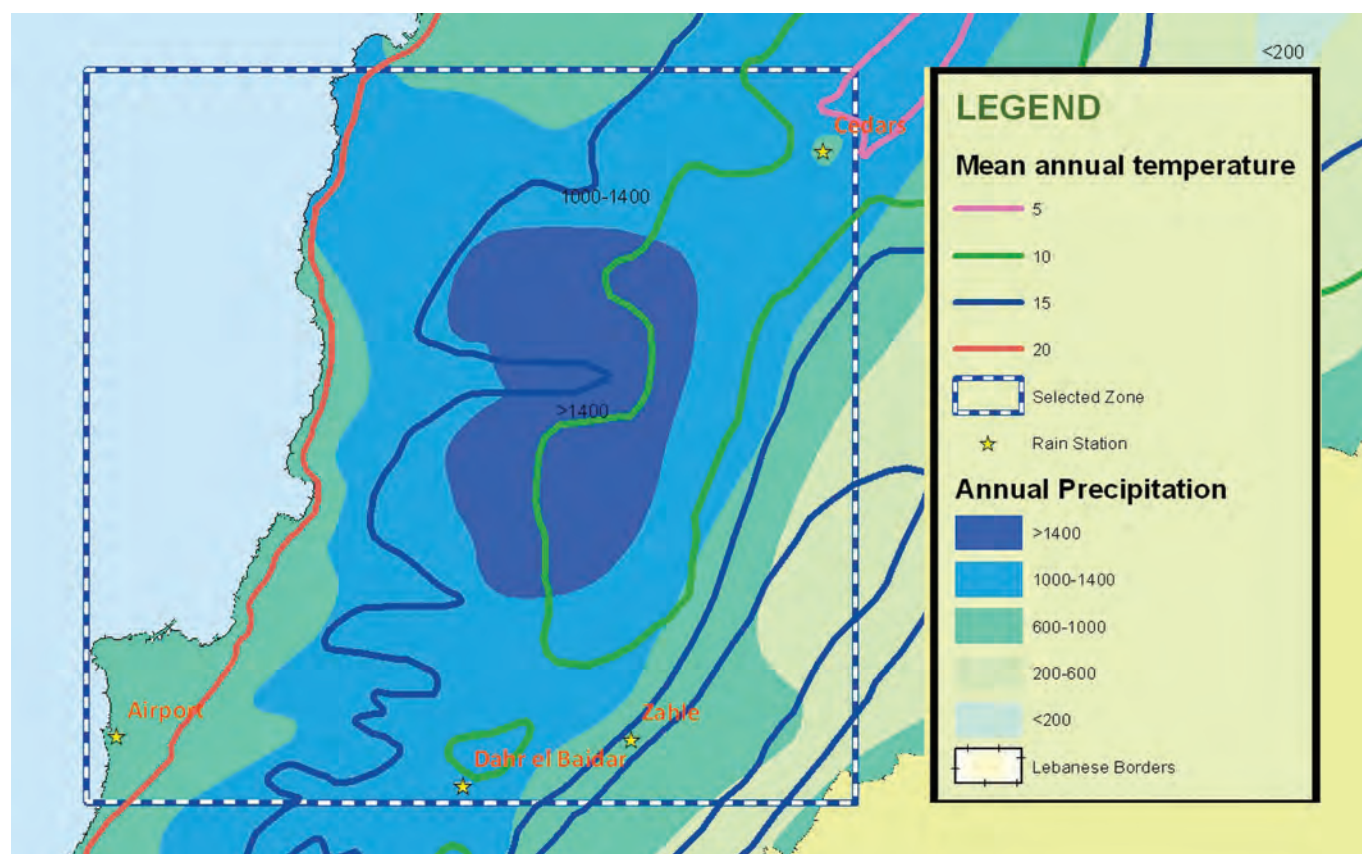 <200
Cedars
1000-1400
>1400
Airport
Zahle
Dahr el Baidar
LEGEND
Mean annual temperature
5
10
15
20
Selected Zone
Rain Station
Annual Precipitation
>1400
1000-1400
600-1000
200-600
<200
Lebanese Borders